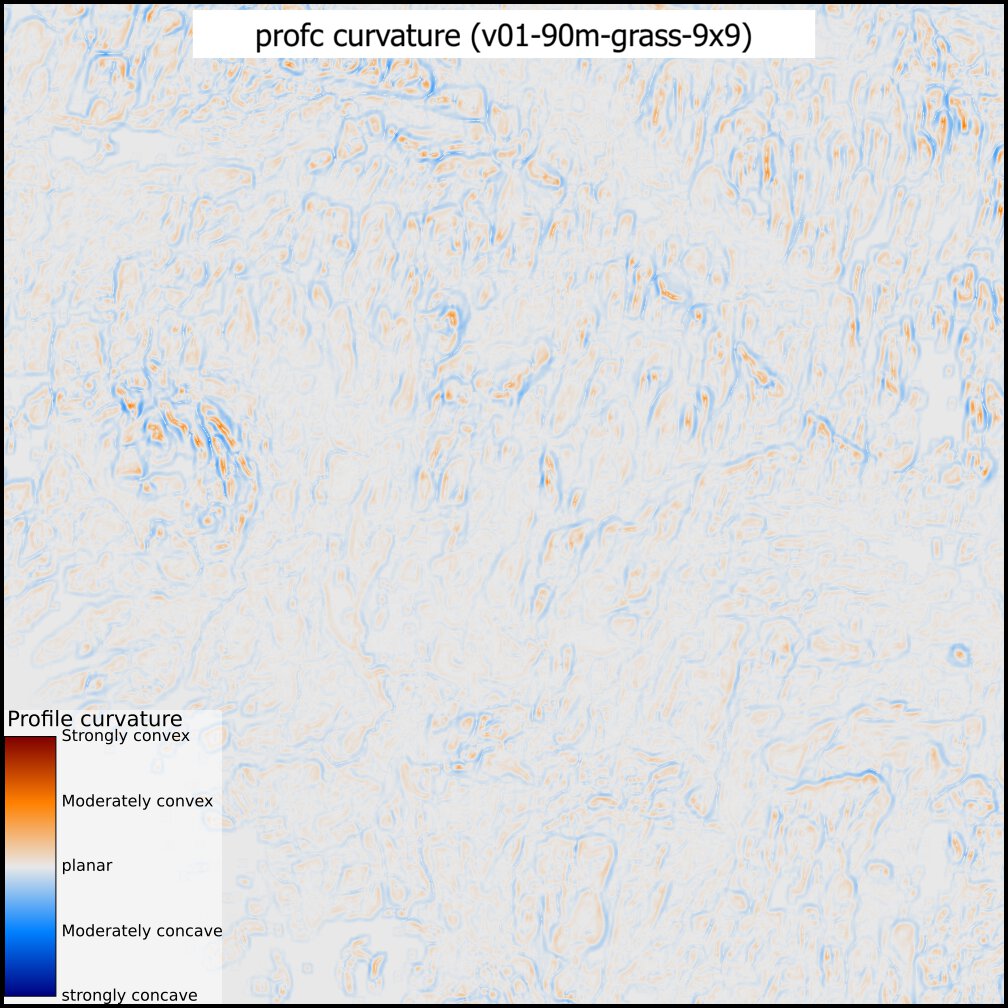 profc curvature (v01-90m-grass-9x9)
Profile curvature
Strongly convex
Moderately convex
planar
Moderately concave
strongly concave